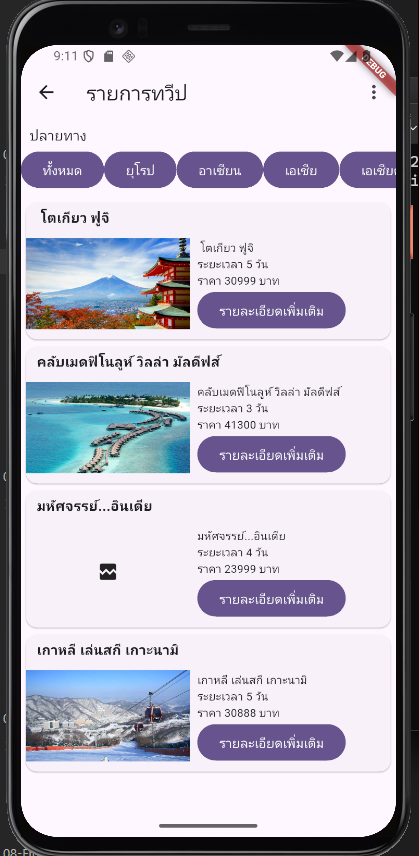 9:11
DEBUG
รายการทวีป
ปลายทาง
ทั้งหมด ยุโรป อาเซียน เอเชีย เอเชีย
โตเกียว ฟูจิ
โตเกียว ฟูจิ
ระยะเวลา 5 วัน
ราคา 30999 บาท
รายละเอียดเพิ่มเติม
คลับเมดฟิโนลูห์ วิลล่า มัลดีฟส์
คลับเมดฟิโนลูห์ วิลล่า มัลดีฟส์
ระยะเวลา 3 วัน
ราคา 41300 บาท
รายละเอียดเพิ่มเติม
มหัศจรรย์...อินเดีย
มหัศจรรย์...อินเดีย
ระยะเวลา 4 วัน
ราคา 23999 บาท
รายละเอียดเพิ่มเติม
เกาหลี เล่นสกี เกาะนามิ
เกาหลี เล่นสกี เกาะนามิ
ระยะเวลา 5 วัน
ราคา 30888 บาท
รายละเอียดเพิ่มเติม